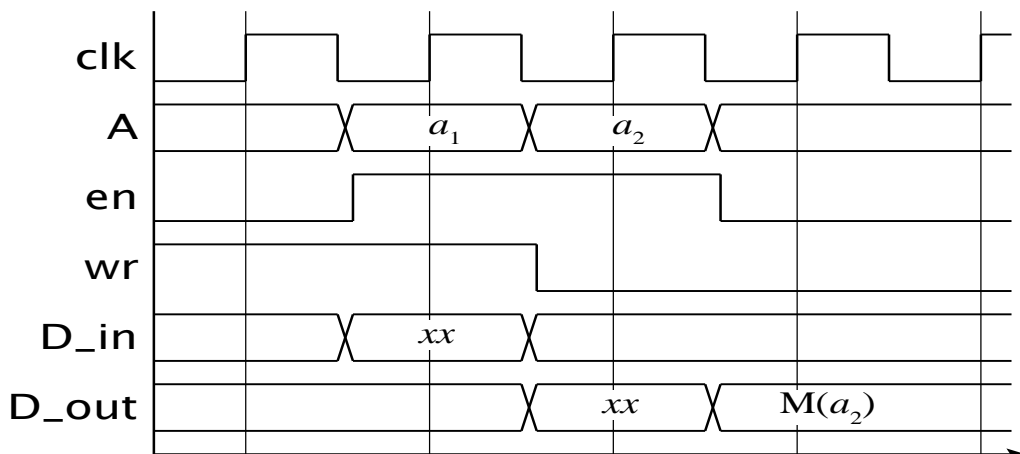 clk
A a₁ a₂
en
wr
D_in xx
D_out xx M(a₂)